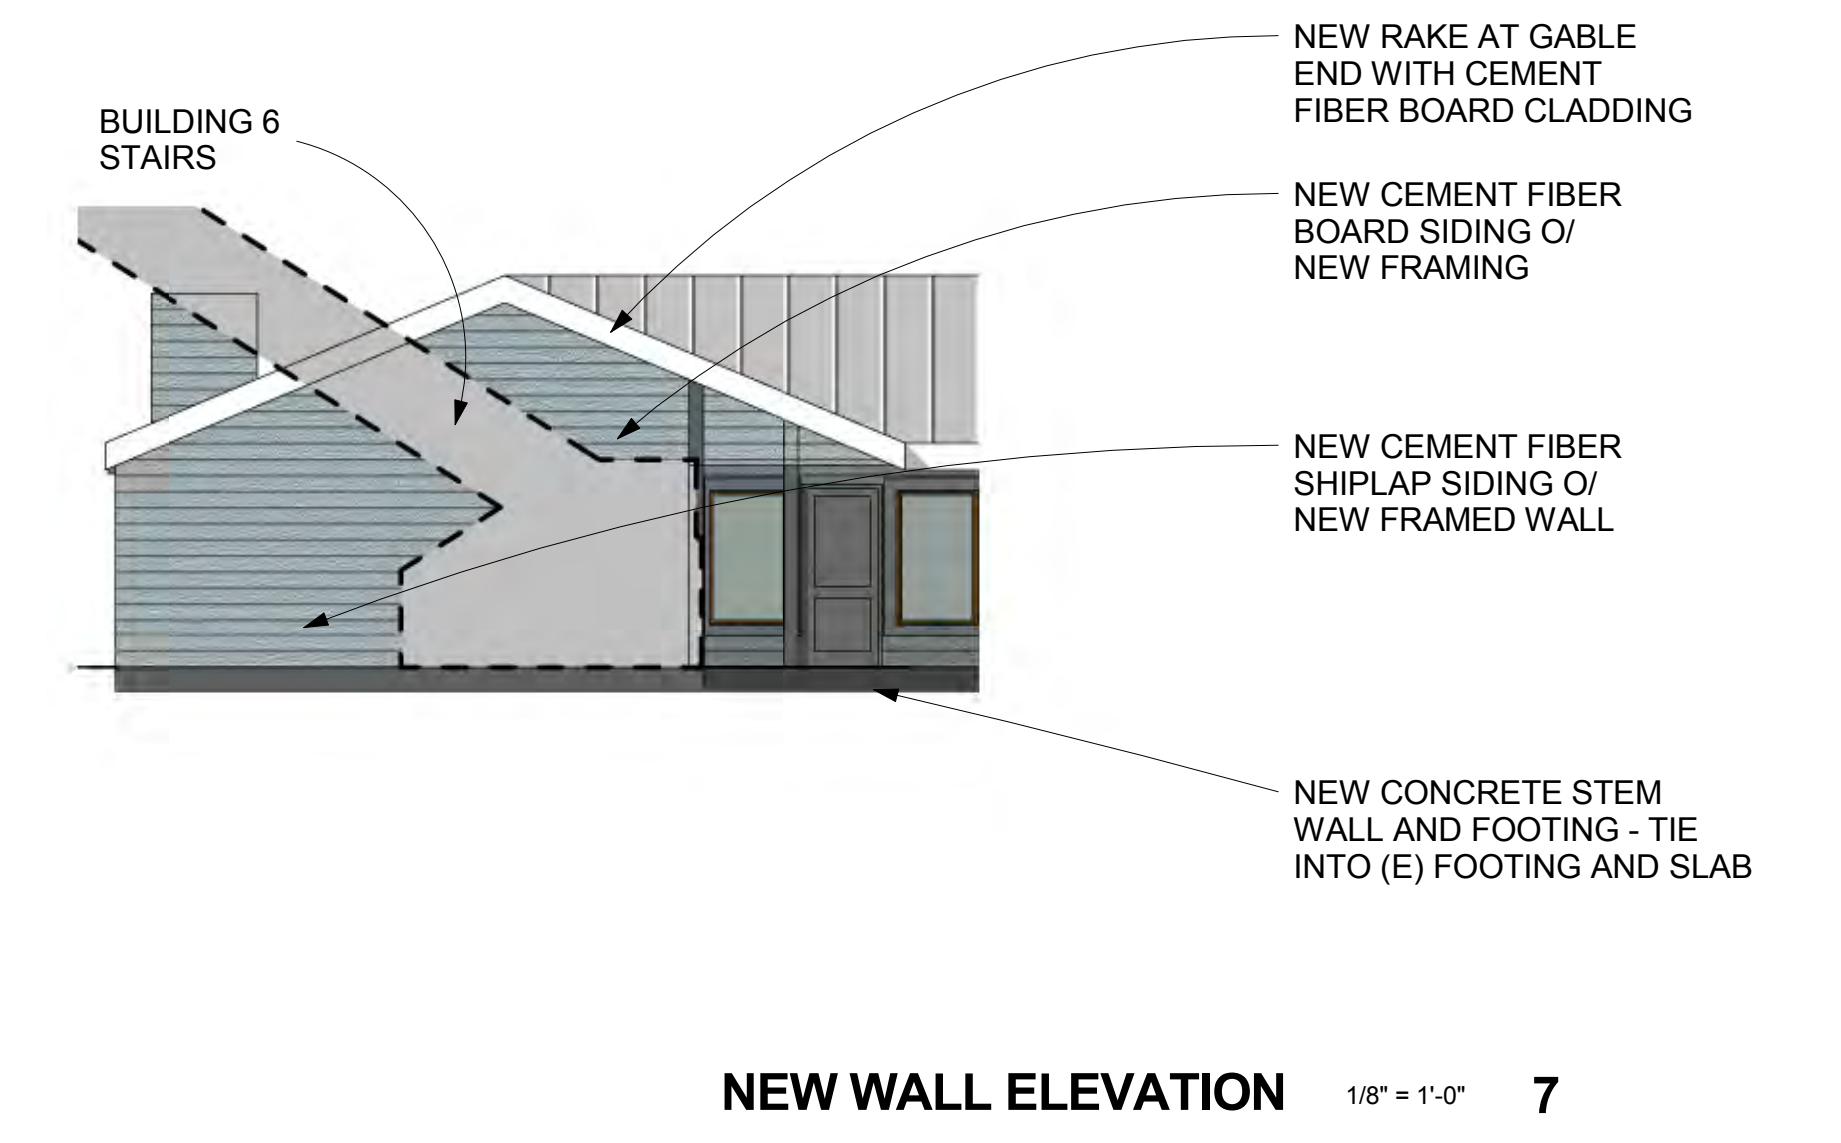 NEW RAKE AT GABLE
END WITH CEMENT
FIBER BOARD CLADDING
BUILDING 6
STAIRS
NEW CEMENT FIBER
BOARD SIDING O/
NEW FRAMING
NEW CEMENT FIBER
SHIPLAP SIDING O/
NEW FRAMED WALL
NEW CONCRETE STEM
WALL AND FOOTING - TIE
INTO (E) FOOTING AND SLAB
NEW WALL ELEVATION 1/8" = 1'-0" 7